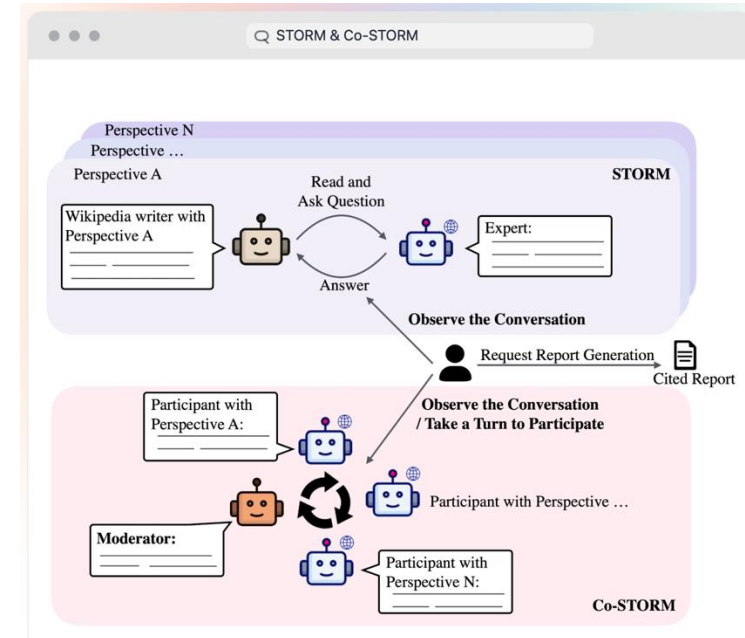 STORM & Co-STORM
Perspective N
Perspective …
Perspective A
STORM
Read and
Ask Question
Wikipedia writer with
Perspective A
Expert:
Answer
Observe the Conversation
Request Report Generation
Cited Report
Observe the Conversation
/ Take a Turn to Participate
Participant with
Perspective A:
Participant with Perspective …
Moderator:
Participant with
Perspective N:
Co-STORM